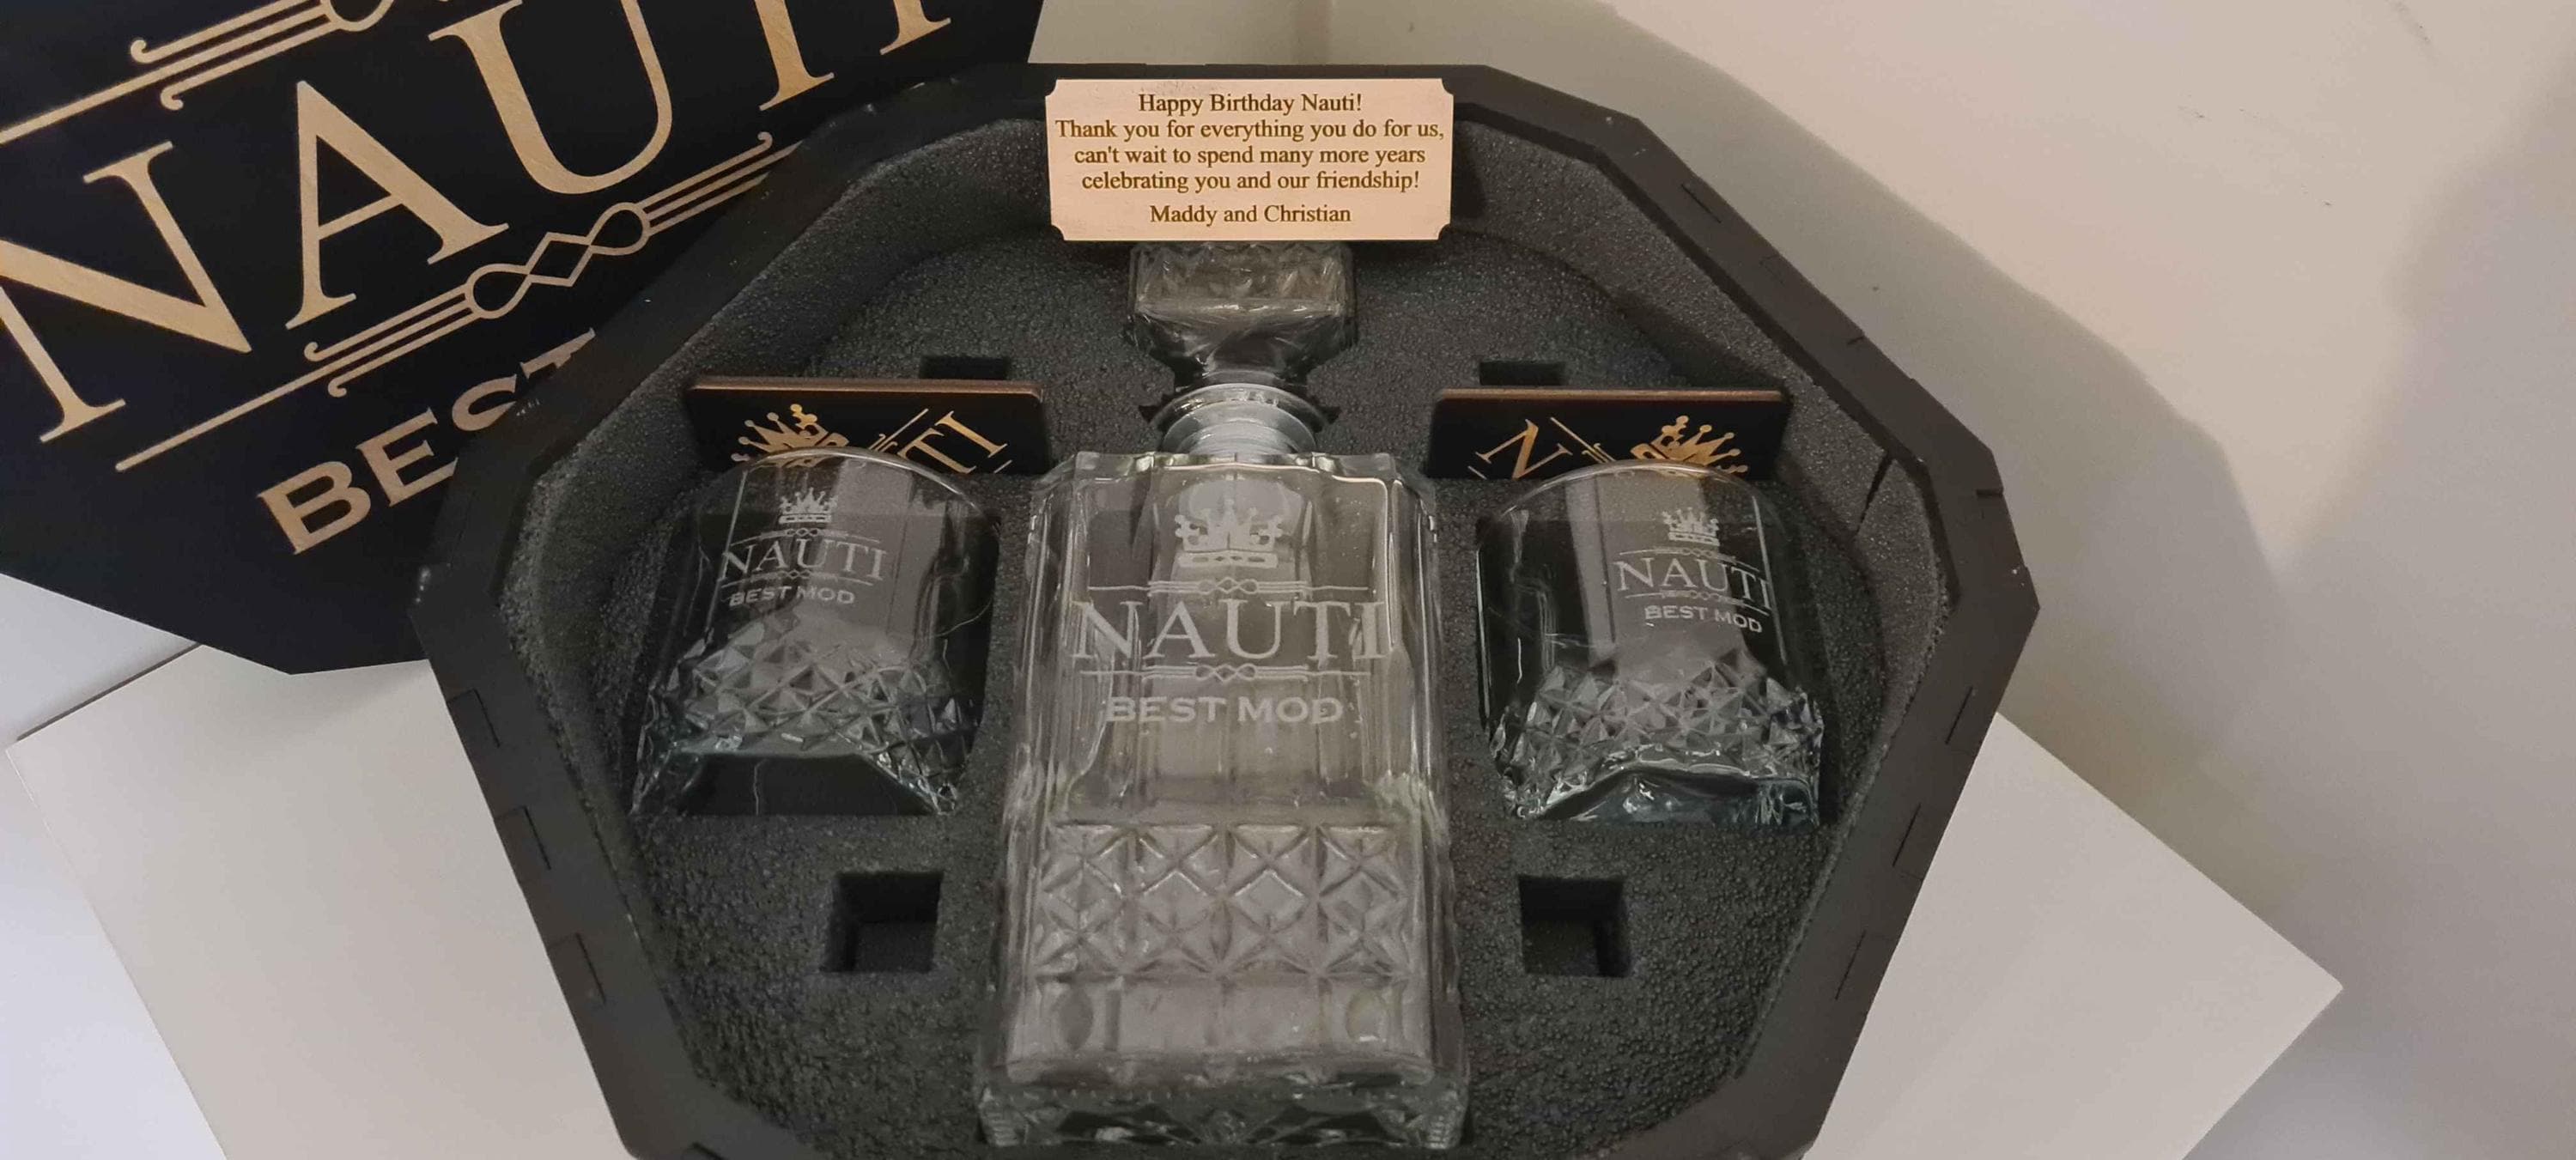 NAUTI
BEST
Happy Birthday Nauti!
Thank you for everything you do for us,
can't wait to spend many more years
celebrating you and our friendship!
Maddy and Christian
TI
N
NAUTI
BEST MOD
NAUTI
BEST MOD
NAUTI
BEST MOD